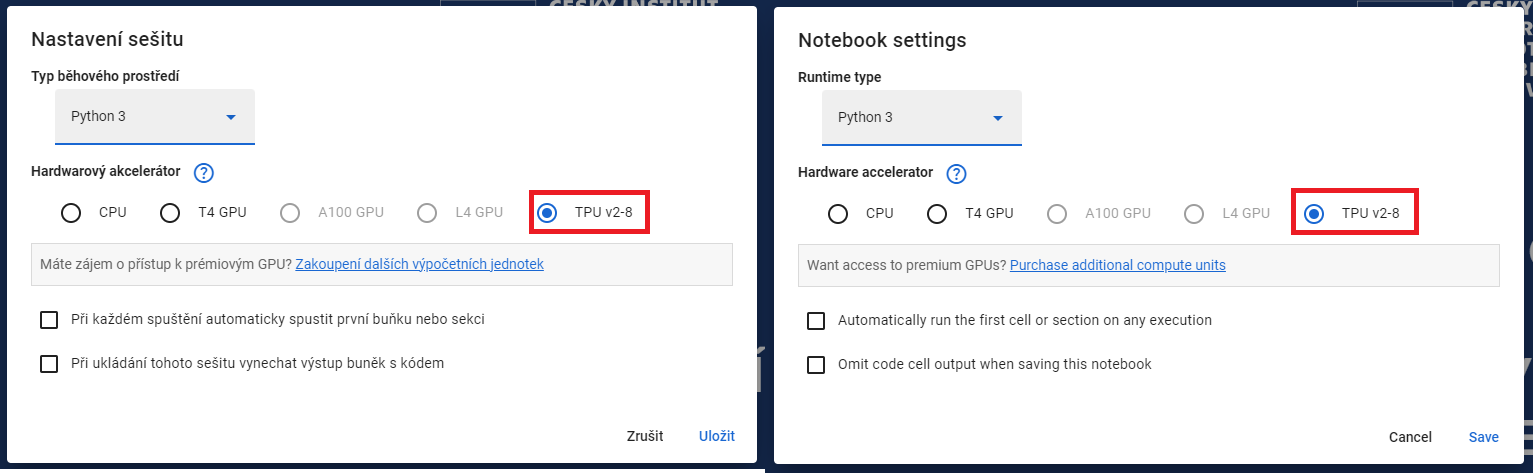 ČESKÝ INSTITUT
Nastavení sešitu
Typ běhového prostředí
Python 3
Hardwarový akcelerátor ?
CPU T4 GPU A100 GPU L4 GPU TPU v2-8
Máte zájem o přístup k prémiovým GPU? Zakoupení dalších výpočetních jednotek
Při každém spuštění automaticky spustit první buňku nebo sekci
Při ukládání tohoto sešitu vynechat výstup buněk s kódem
Zrušit Uložit
Notebook settings
Runtime type
Python 3
Hardware accelerator ?
CPU T4 GPU A100 GPU L4 GPU TPU v2-8
Want access to premium GPUs? Purchase additional compute units
Automatically run the first cell or section on any execution
Omit code cell output when saving this notebook
Cancel Save